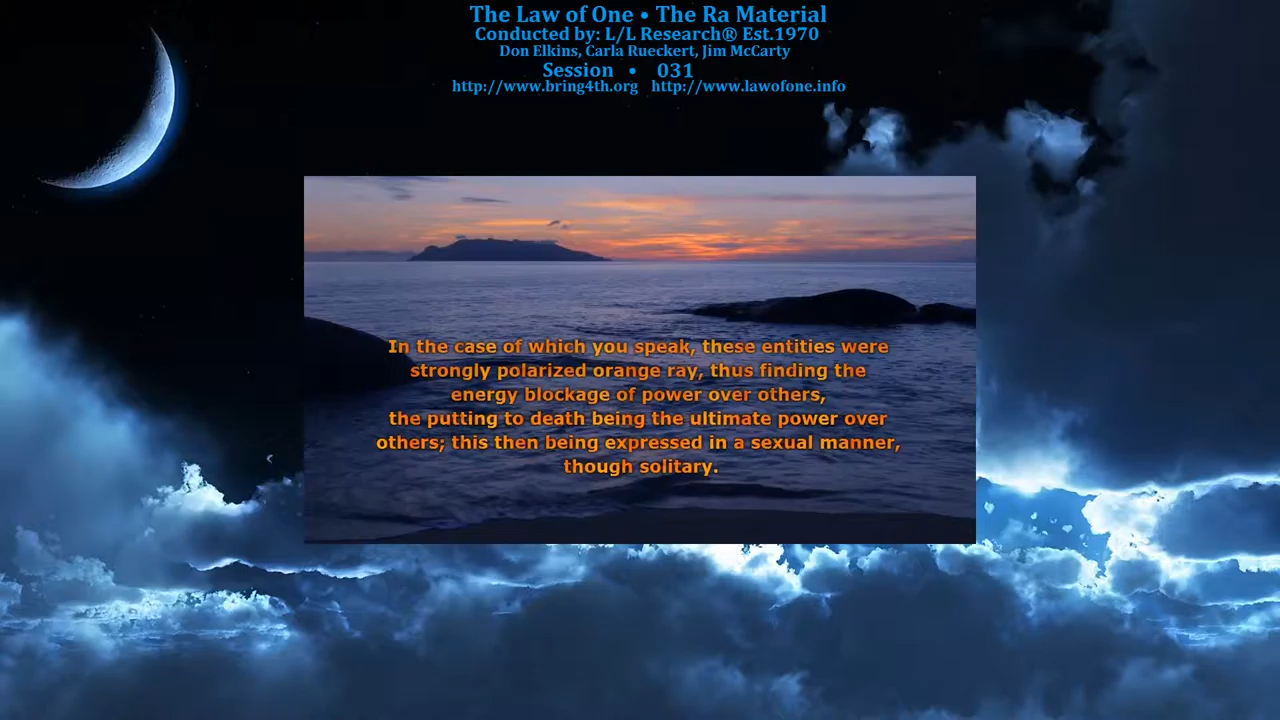 The Law of One • The Ra Material
Conducted by: L/L Research® Est.1970
Don Elkins, Carla Rueckert, Jim McCarty
Session • 031
http://www.bring4th.org http://www.lawofone.info
In the case of which you speak, these entities were
strongly polarized orange ray, thus finding the
energy blockage of power over others,
the putting to death being the ultimate power over
others; this then being expressed in a sexual manner,
though solitary.